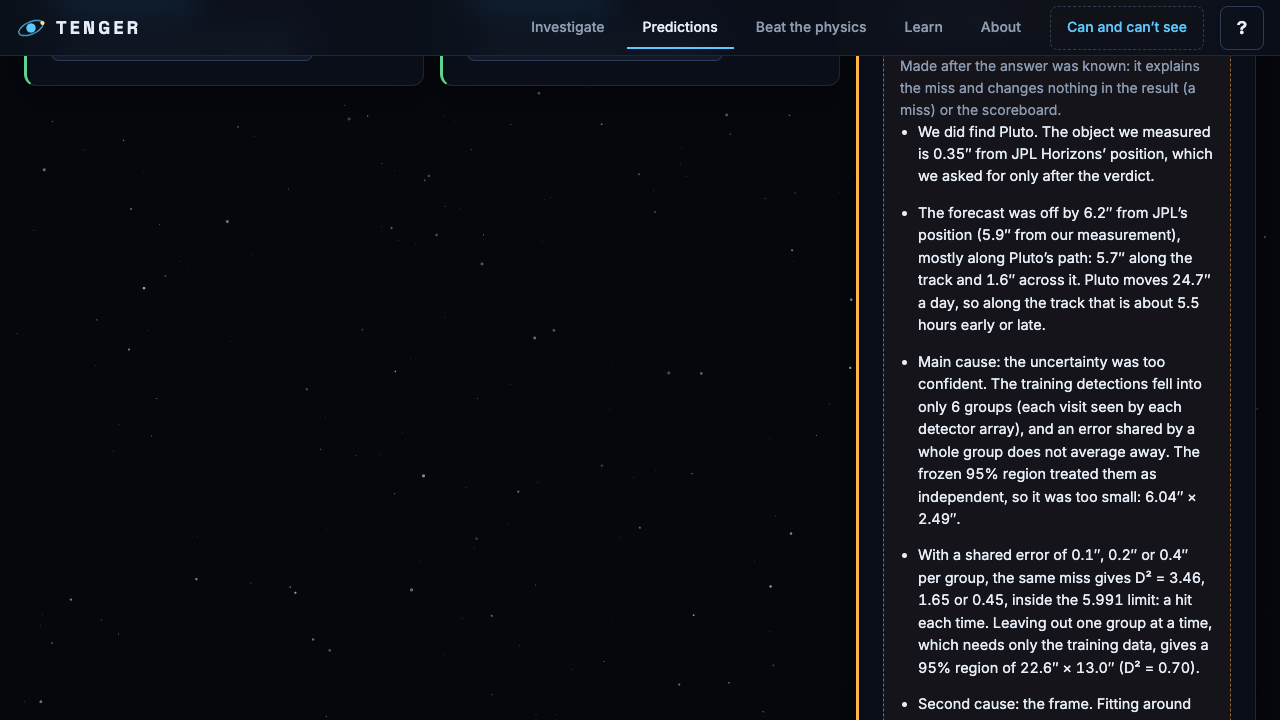 TENGER
Investigate
Predictions
Beat the physics
Learn
About
Can and can’t see
?
Made after the answer was known: it explains
the miss and changes nothing in the result (a
miss) or the scoreboard.
• We did find Pluto. The object we measured
is 0.35″ from JPL Horizons’ position, which
we asked for only after the verdict.
• The forecast was off by 6.2″ from JPL’s
position (5.9″ from our measurement),
mostly along Pluto’s path: 5.7″ along the
track and 1.6″ across it. Pluto moves 24.7″
a day, so along the track that is about 5.5
hours early or late.
• Main cause: the uncertainty was too
confident. The training detections fell into
only 6 groups (each visit seen by each
detector array), and an error shared by a
whole group does not average away. The
frozen 95% region treated them as
independent, so it was too small: 6.04″ ×
2.49″.
• With a shared error of 0.1″, 0.2″ or 0.4″
per group, the same miss gives D² = 3.46,
1.65 or 0.45, inside the 5.991 limit: a hit
each time. Leaving out one group at a time,
which needs only the training data, gives a
95% region of 22.6″ × 13.0″ (D² = 0.70).
• Second cause: the frame. Fitting around